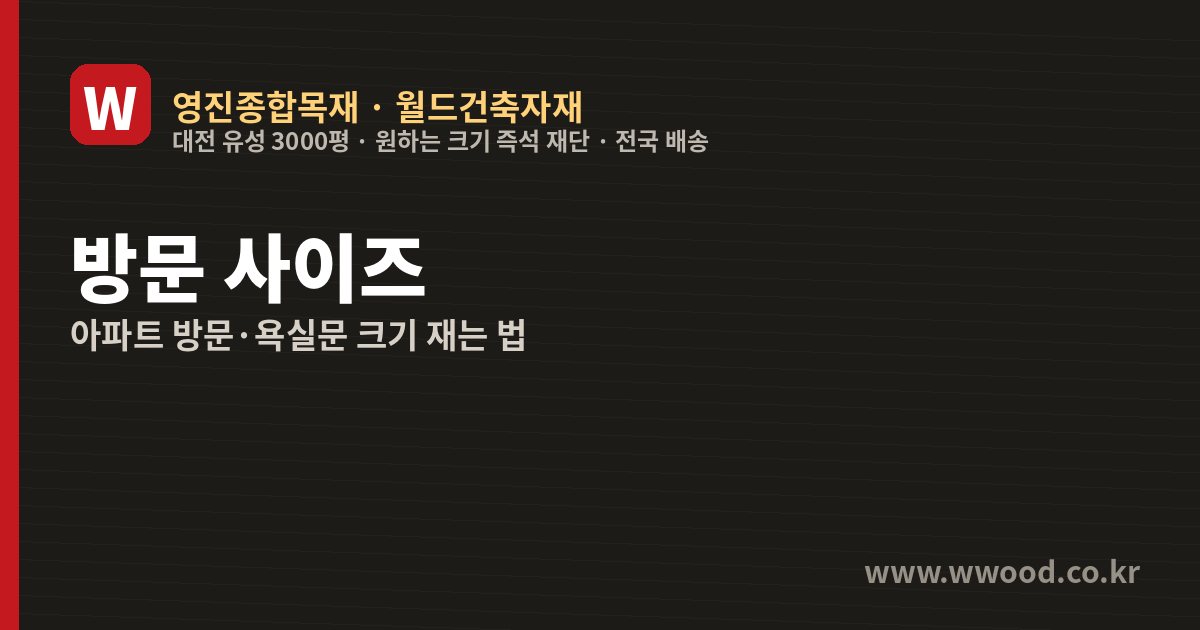 W
영진종합목재 · 월드건축자재
대전 유성 3000평 · 원하는 크기 즉석 재단 · 전국 배송
방문 사이즈
아파트 방문·욕실문 크기 재는 법
www.wwood.co.kr